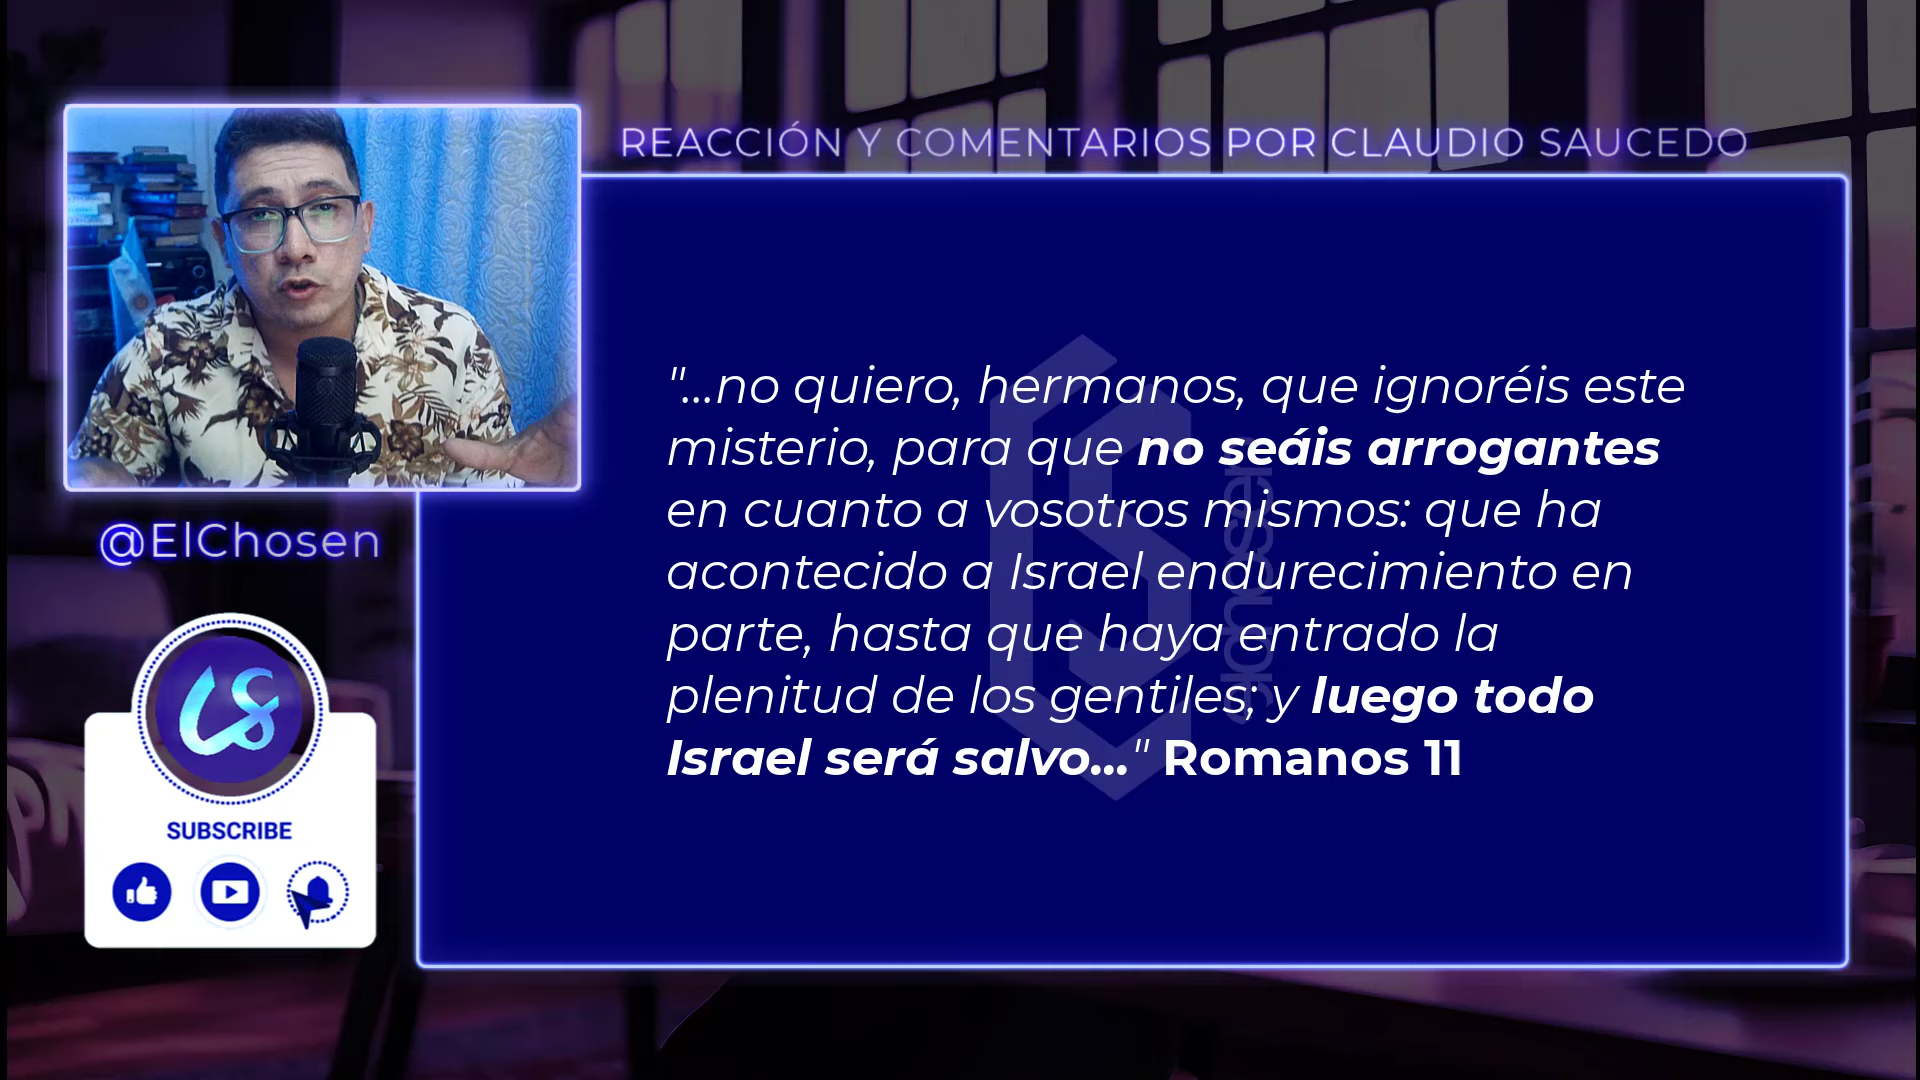 REACCIÓN Y COMENTARIOS POR CLAUDIO SAUCEDO
@ElChosen
SUBSCRIBE
"...no quiero, hermanos, que ignoréis este
misterio, para que no seáis arrogantes
en cuanto a vosotros mismos: que ha
acontecido a Israel endurecimiento en
parte, hasta que haya entrado la
plenitud de los gentiles; y luego todo
Israel será salvo..." Romanos 11